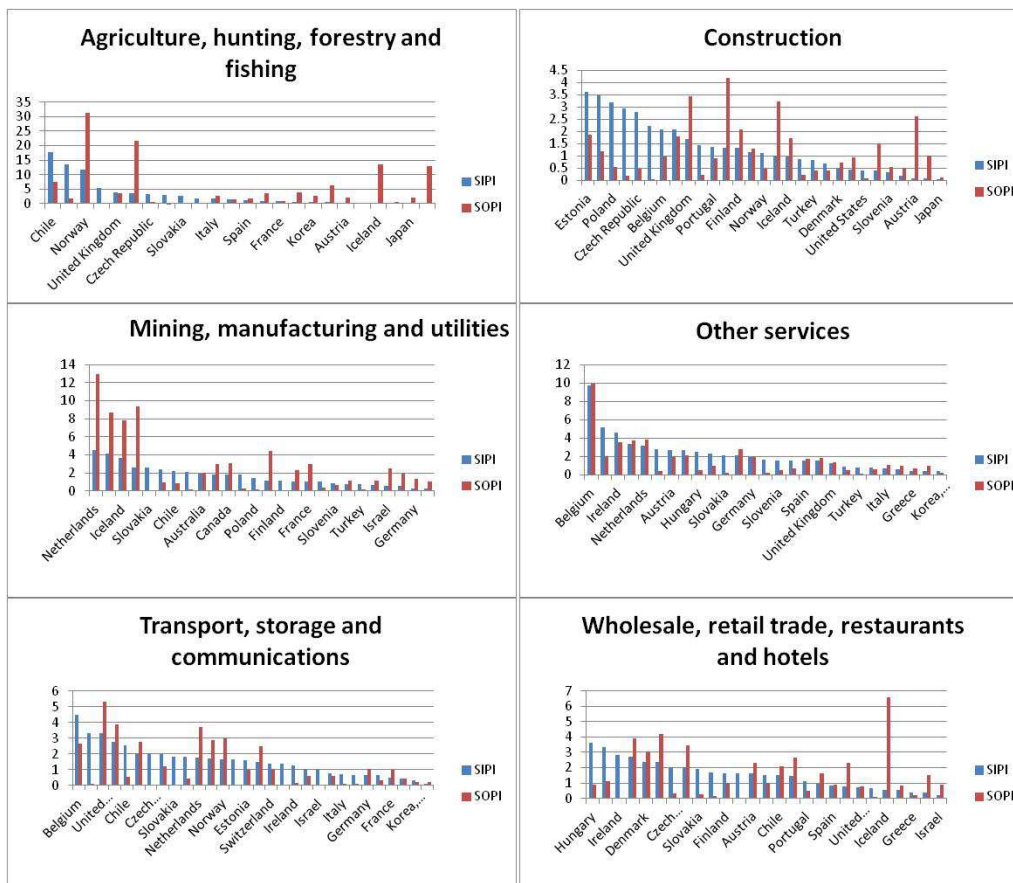 Agriculture, hunting, forestry and
fishing
35
30
25
20
15
10
5
0
Chile
Norway
United Kingdom
Czech Republic
Slovakia
Italy
Spain
France
Korea
Austria
Iceland
Japan
SIPI
SOPI
Construction
4.5
4
3.5
3
2.5
2
1.5
1
0.5
0
Estonia
Poland
Czech Republic
Belgium
United Kingdom
Portugal
Finland
Norway
Iceland
Turkey
Denmark
United States
Slovenia
Austria
Japan
SIPI
SOPI
Mining, manufacturing and utilities
14
12
10
8
6
4
2
0
Netherlands
Iceland
Slovakia
Chile
Australia
Canada
Poland
Finland
France
Slovenia
Turkey
Israel
Germany
SIPI
SOPI
Other services
12
10
8
6
4
2
0
Belgium
Ireland
Netherlands
Austria
Hungary
Slovakia
Germany
Slovenia
Spain
United Kingdom
Turkey
Italy
Greece
Korea,...
SIPI
SOPI
Transport, storage and
communications
6
5
4
3
2
1
0
Belgium
United...
Chile
Czech...
Slovakia
Netherlands
Norway
Estonia
Switzerland
Ireland
Israel
Italy
Germany
France
Korea,...
SIPI
SOPI
Wholesale, retail trade, restaurants
and hotels
7
6
5
4
3
2
1
0
Hungary
Ireland
Denmark
Czech...
Slovakia
Finland
Austria
Chile
Portugal
Spain
United...
Iceland
Greece
Israel
SIPI
SOPI